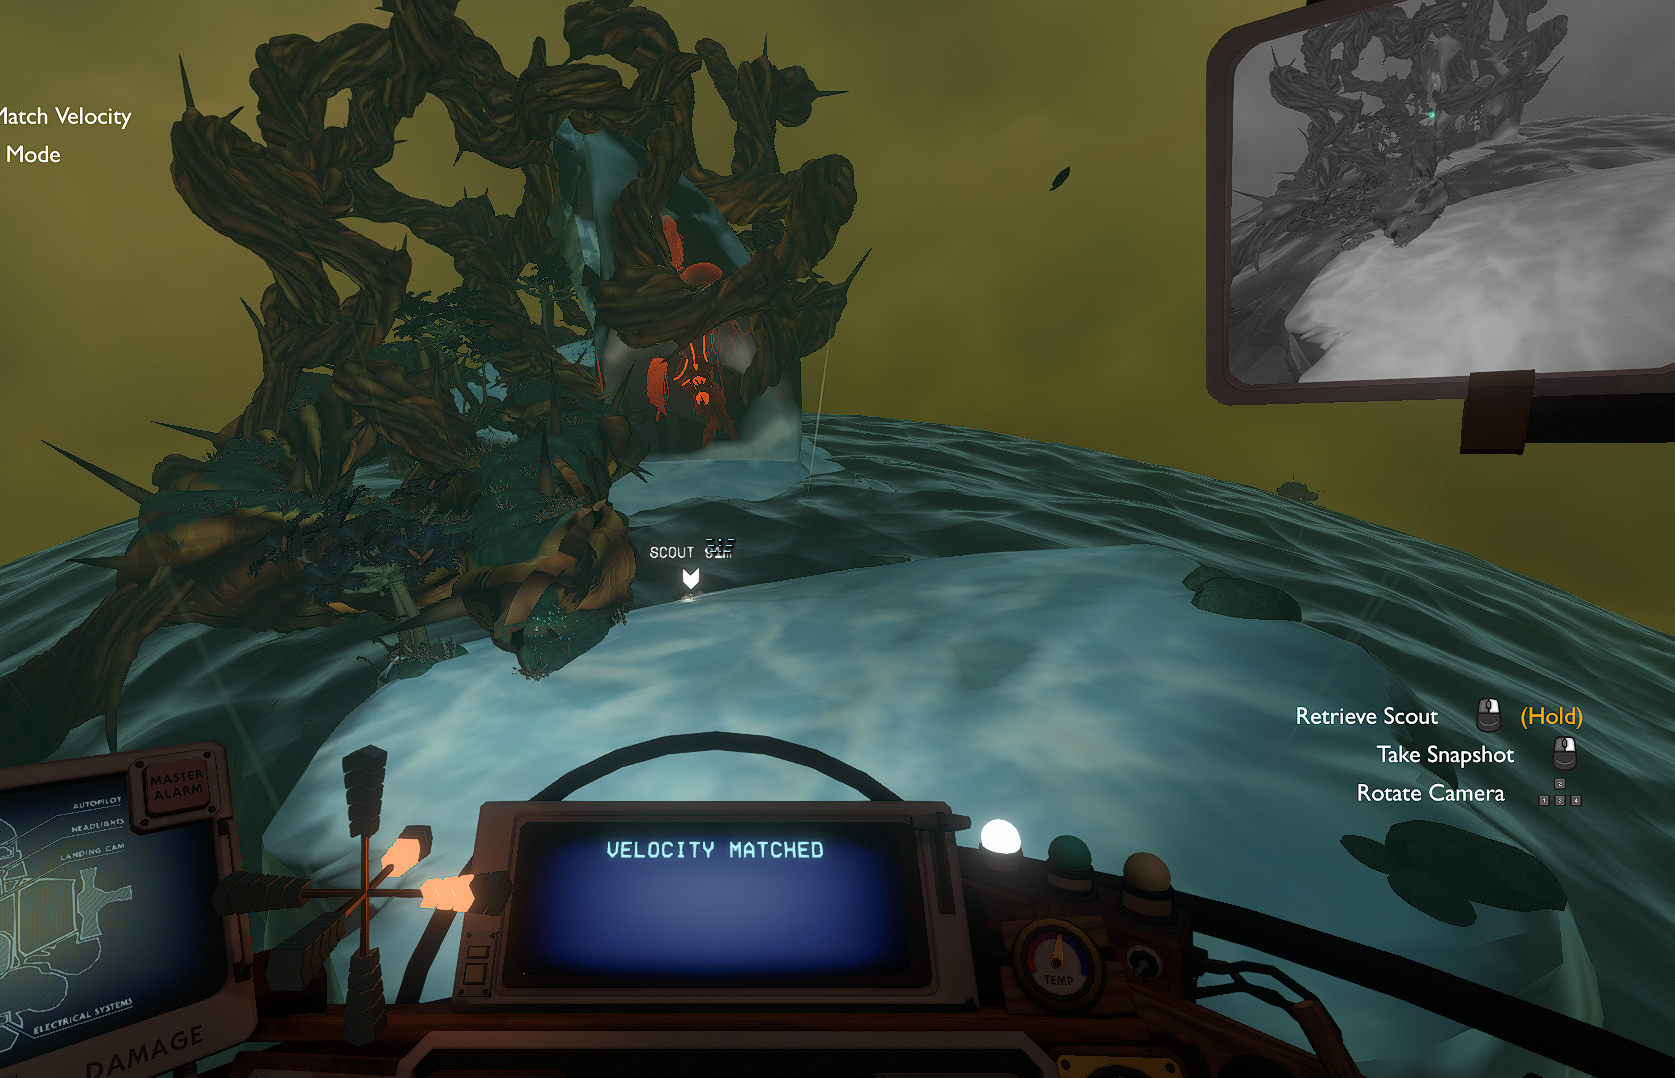 Match Velocity
Mode
SCOUT
Retrieve Scout (Hold)
Take Snapshot
Rotate Camera
MASTER
ALARM
AUTOPILOT
HEADLIGHTS
LANDING CAM
ELECTRICAL SYSTEMS
DAMAGE
VELOCITY MATCHED
TEMP